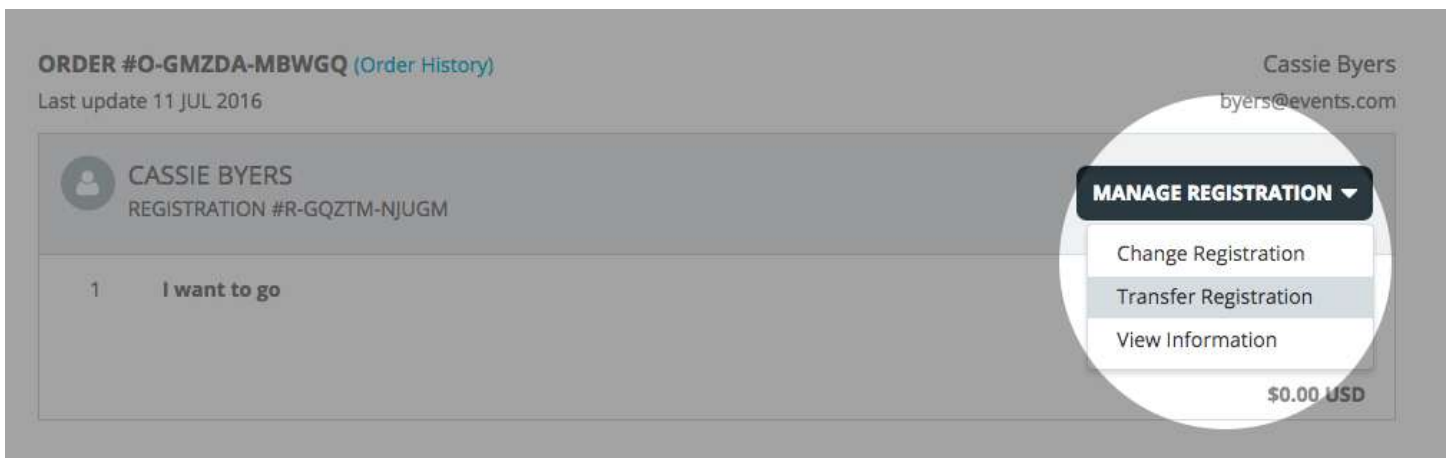 ORDER #O-GMZDA-MBWGQ (Order History)
Cassie Byers
Last update 11 JUL 2016
byers@events.com
CASSIE BYERS
REGISTRATION #R-GQZTM-NJUGM
MANAGE REGISTRATION
Change Registration
Transfer Registration
View Information
1 I want to go
$0.00 USD